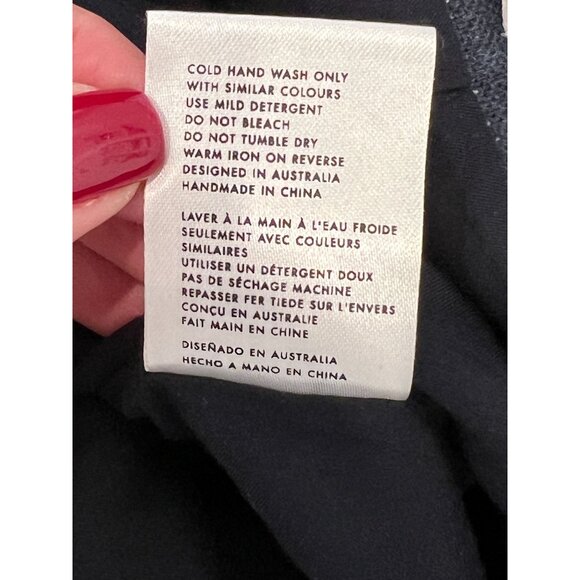 COLD HAND WASH ONLY
WITH SIMILAR COLOURS
USE MILD DETERGENT
DO NOT BLEACH
DO NOT TUMBLE DRY
WARM IRON ON REVERSE
DESIGNED IN AUSTRALIA
HANDMADE IN CHINA
LAVER À LA MAIN À L'EAU FROIDE
SEULEMENT AVEC COULEURS
SIMILAIRES
UTILISER UN DÉTERGENT DOUX
PAS DE SÉCHAGE MACHINE
REPASSER FER TIEDE SUR L'ENVERS
CONÇU EN AUSTRALIE
FAIT MAIN EN CHINE
DISEÑADO EN AUSTRALIA
HECHO A MANO EN CHINA